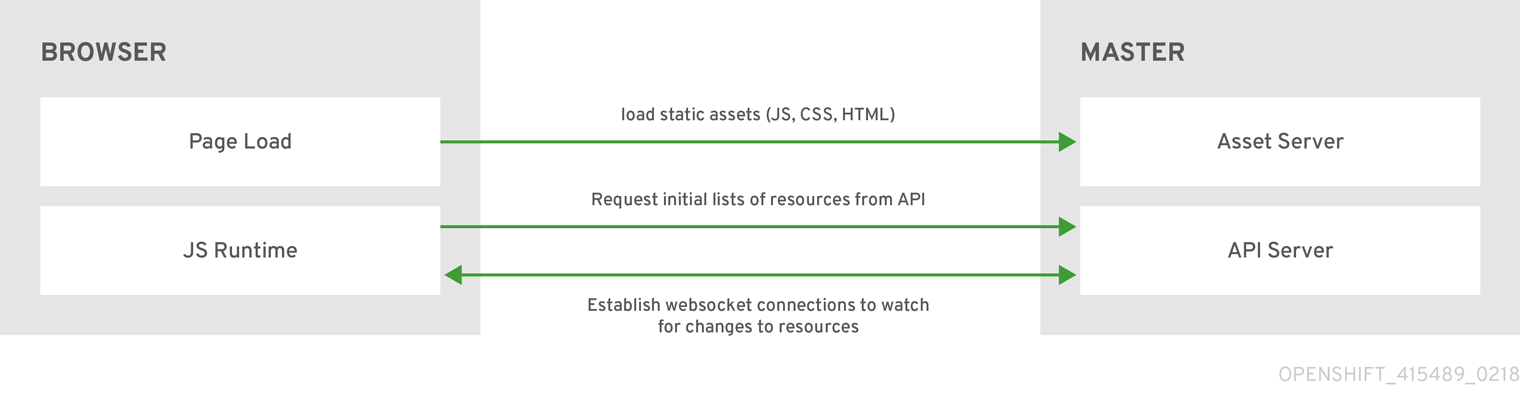 BROWSER
MASTER
load static assets (JS, CSS, HTML)
Page Load
Asset Server
Request initial lists of resources from API
JS Runtime
API Server
Establish websocket connections to watch
for changes to resources
OPENSHIFT_415489_0218